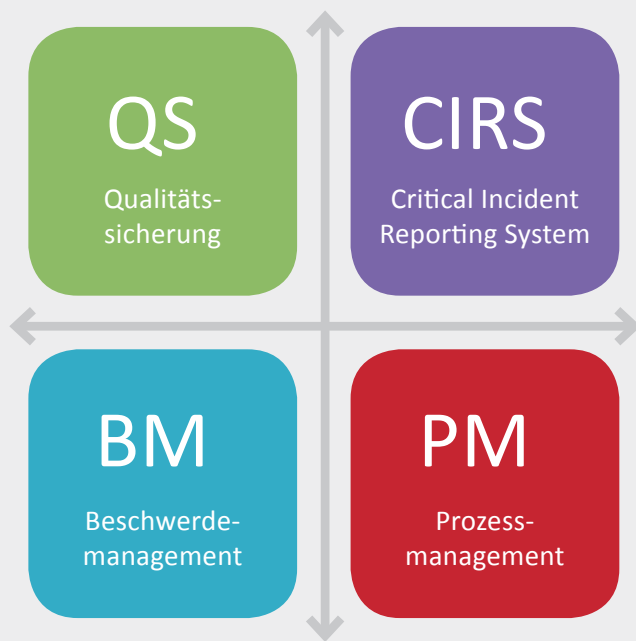 QS
Qualitäts-
sicherung
CIRS
Critical Incident
Reporting System
BM
Beschwerde-
management
PM
Prozess-
management